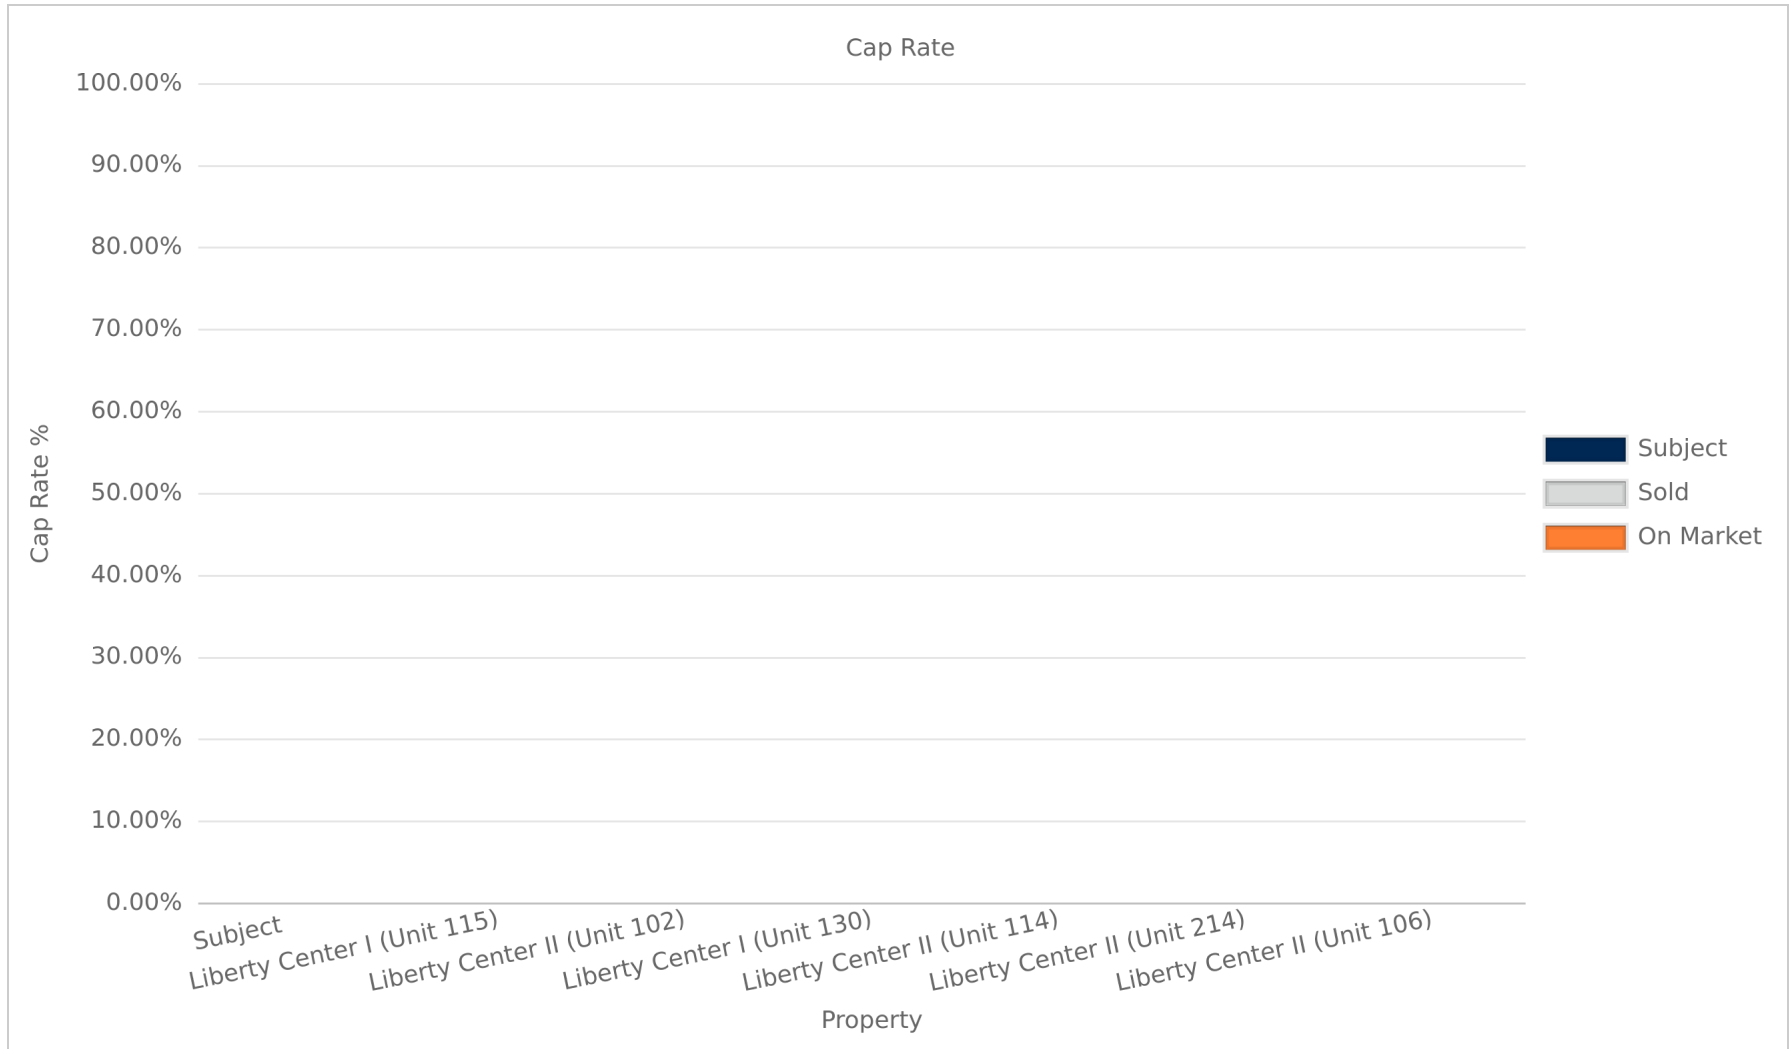 Cap Rate
100.00%
90.00%
80.00%
70.00%
60.00%
50.00%
40.00%
30.00%
20.00%
10.00%
0.00%
Cap Rate %
Subject
Liberty Center I (Unit 115)
Liberty Center II (Unit 102)
Liberty Center I (Unit 130)
Liberty Center II (Unit 114)
Liberty Center II (Unit 214)
Liberty Center II (Unit 106)
Property
Subject
Sold
On Market